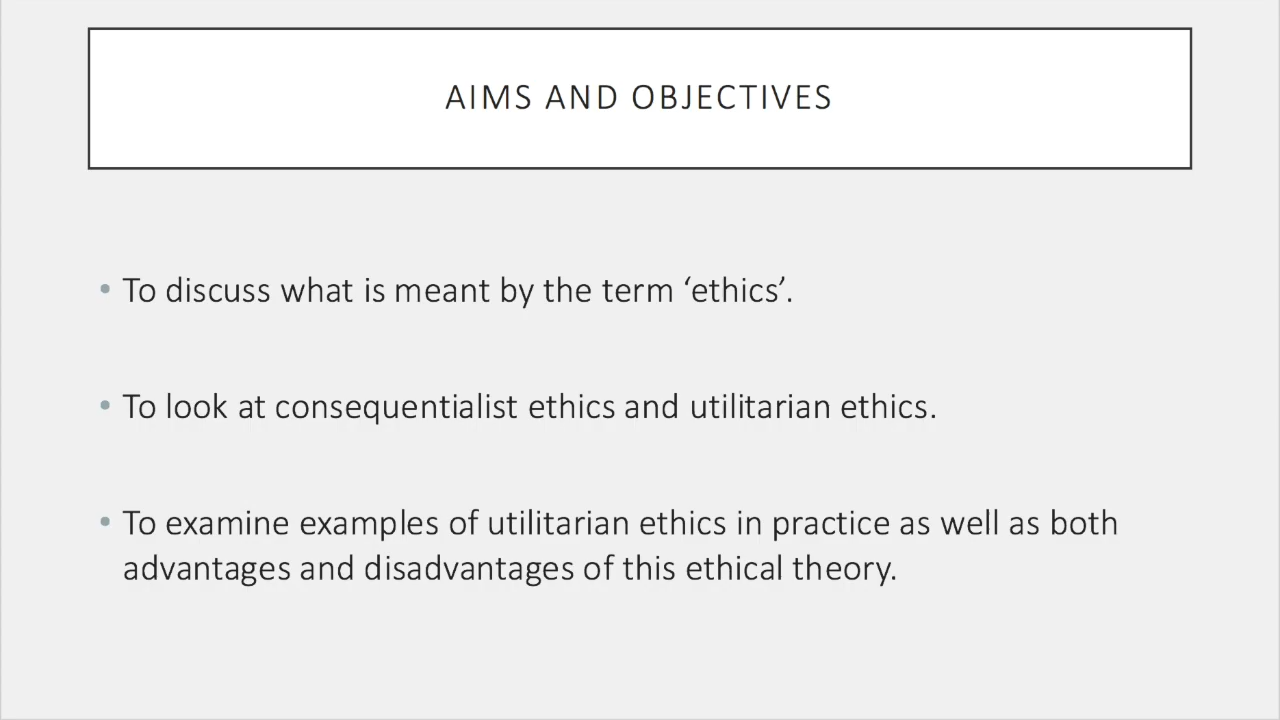 AIMS AND OBJECTIVES
• To discuss what is meant by the term ‘ethics’.
• To look at consequentialist ethics and utilitarian ethics.
• To examine examples of utilitarian ethics in practice as well as both
advantages and disadvantages of this ethical theory.